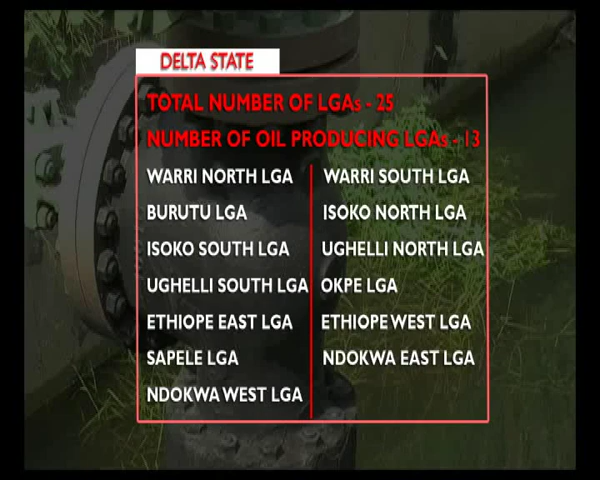 DELTA STATE
TOTAL NUMBER OF LGAs - 25
NUMBER OF OIL PRODUCING LGAs - 13
WARRI NORTH LGA WARRI SOUTH LGA
BURUTU LGA ISOKO NORTH LGA
ISOKO SOUTH LGA UGHELLI NORTH LGA
UGHELLI SOUTH LGA OKPE LGA
ETHIOPE EAST LGA ETHIOPE WEST LGA
SAPELE LGA NDOKWA EAST LGA
NDOKWA WEST LGA